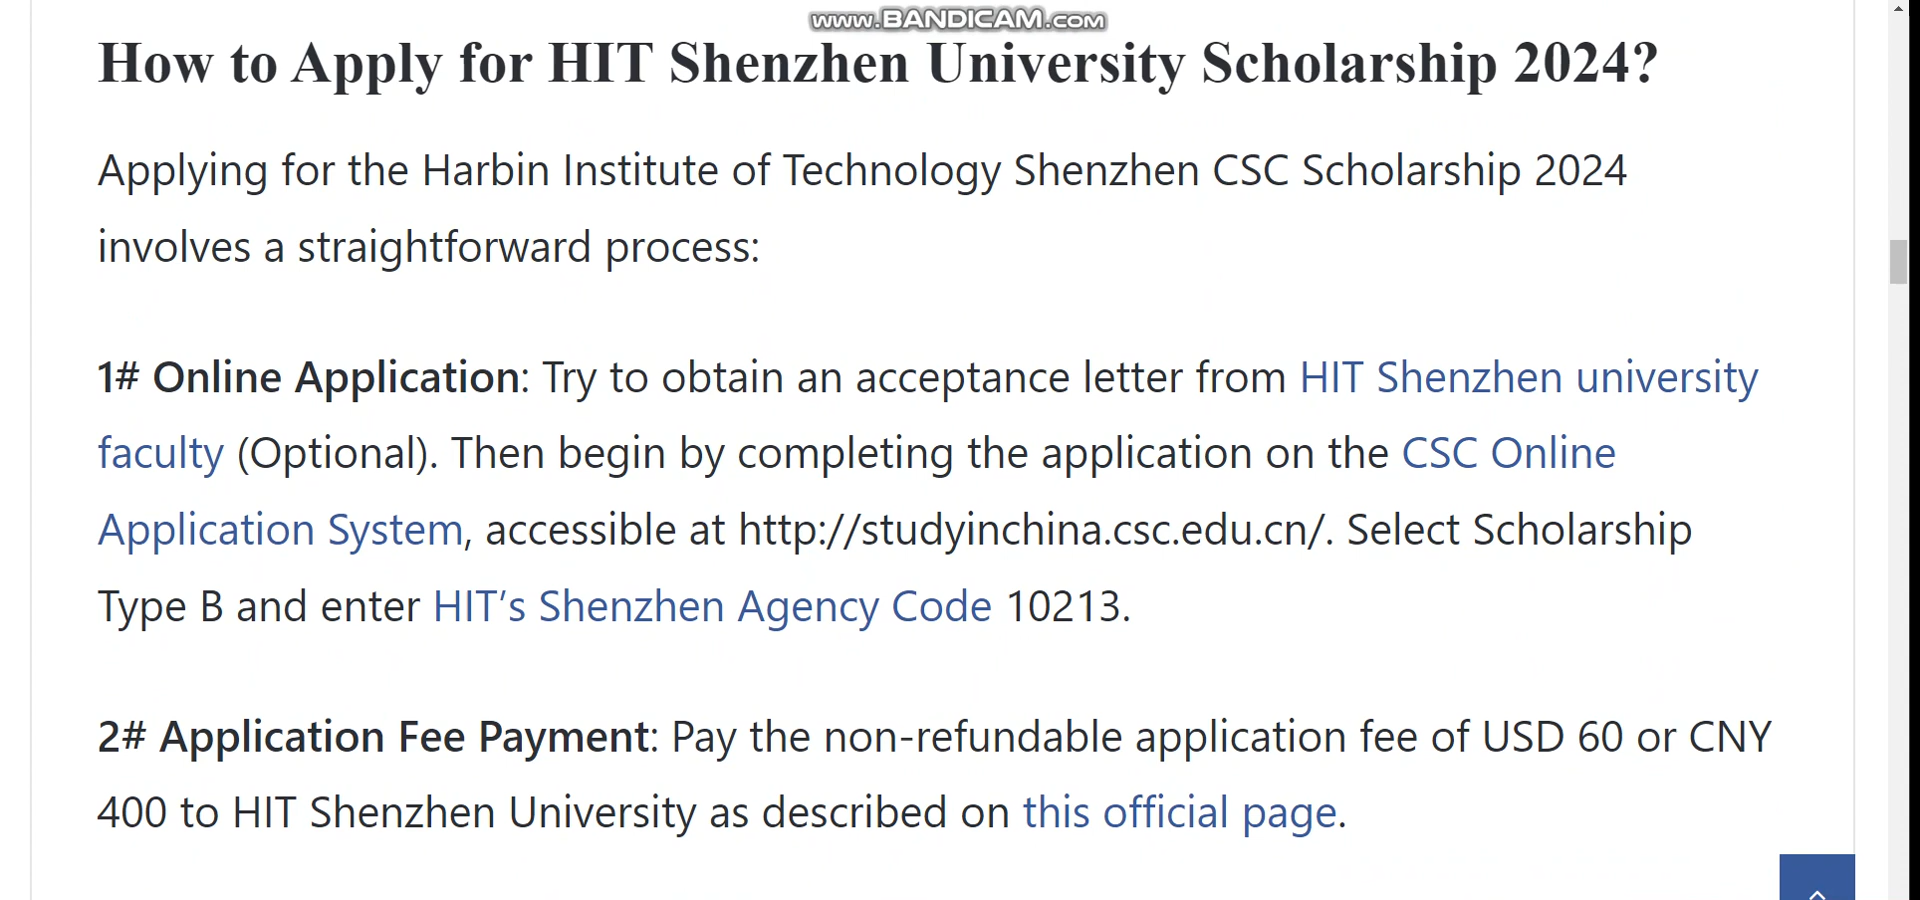 www.BANDICAM.com
How to Apply for HIT Shenzhen University Scholarship 2024?
Applying for the Harbin Institute of Technology Shenzhen CSC Scholarship 2024
involves a straightforward process:
1# Online Application: Try to obtain an acceptance letter from HIT Shenzhen university
faculty (Optional). Then begin by completing the application on the CSC Online
Application System, accessible at http://studyinchina.csc.edu.cn/. Select Scholarship
Type B and enter HIT’s Shenzhen Agency Code 10213.
2# Application Fee Payment: Pay the non-refundable application fee of USD 60 or CNY
400 to HIT Shenzhen University as described on this official page.